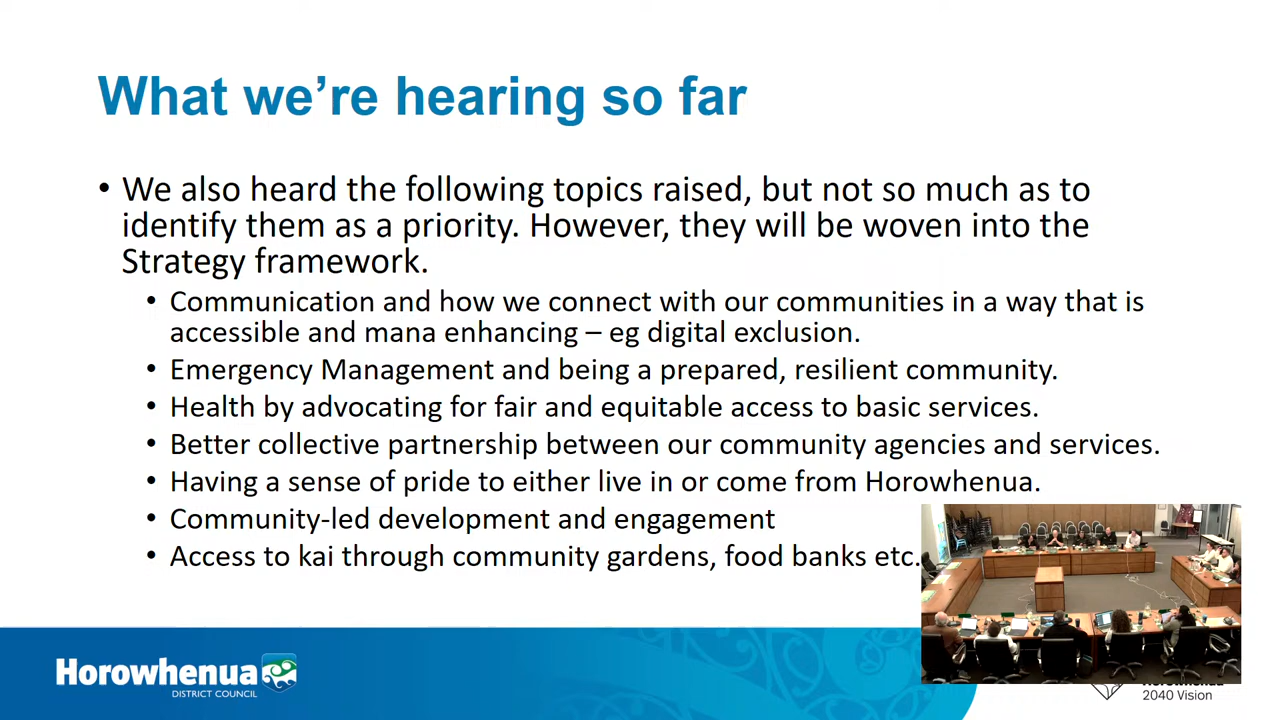 What we're hearing so far
• We also heard the following topics raised, but not so much as to
identify them as a priority. However, they will be woven into the
Strategy framework.
• Communication and how we connect with our communities in a way that is
accessible and mana enhancing – eg digital exclusion.
• Emergency Management and being a prepared, resilient community.
• Health by advocating for fair and equitable access to basic services.
• Better collective partnership between our community agencies and services.
• Having a sense of pride to either live in or come from Horowhenua.
• Community-led development and engagement
• Access to kai through community gardens, food banks etc.
Horowhenua
DISTRICT COUNCIL
2040 Vision